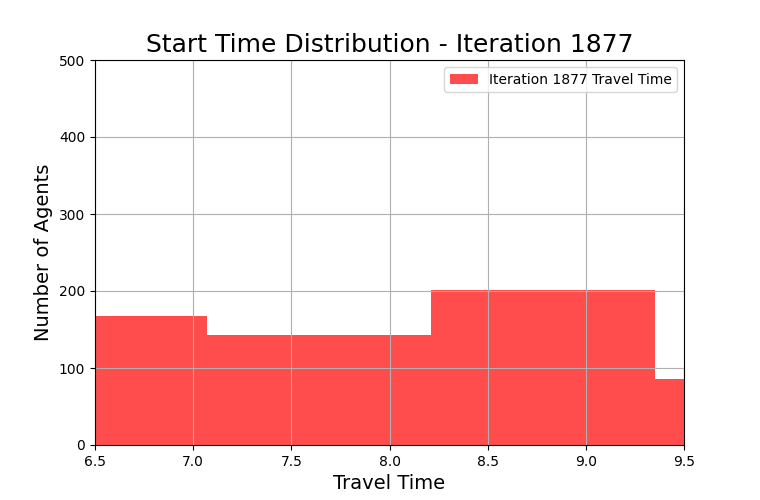 Start Time Distribution - Iteration 1877
500
400
300
200
100
0
Number of Agents
Iteration 1877 Travel Time
6.5 7.0 7.5 8.0 8.5 9.0 9.5
Travel Time